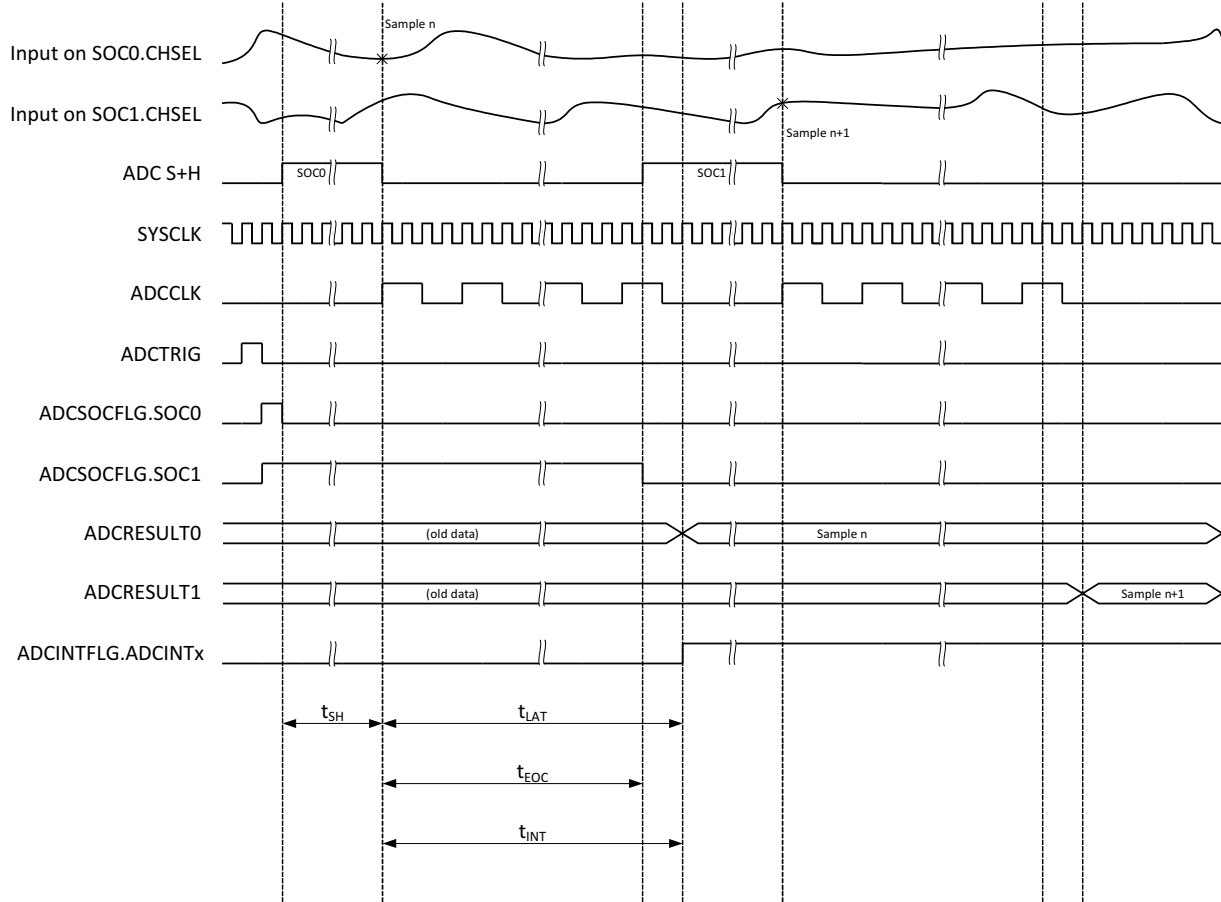 Sample n
Input on SOC0.CHSEL
Input on SOC1.CHSEL
Sample n+1
ADC S+H
SOC0
SOC1
SYSCLK
ADCCLK
ADCTRIG
ADCSOCFLG.SOC0
ADCSOCFLG.SOC1
ADCRESULT0
(old data)
Sample n
ADCRESULT1
(old data)
Sample n+1
ADCINTFLG.ADCINTx
tSH
tLAT
tEOC
tINT